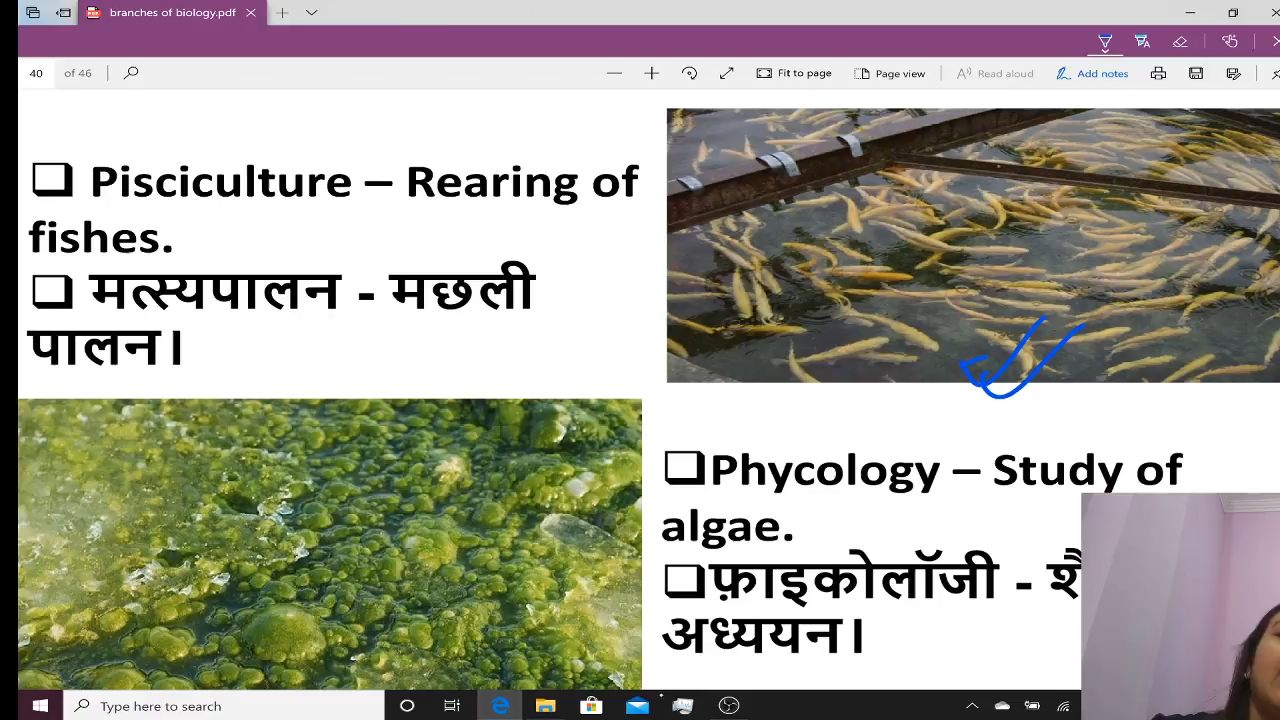 branches of biology.pdf
40 of 46 Fit to page Page view Read aloud Add notes
❑ Pisciculture – Rearing of
fishes.
❑ मत्स्यपालन - मछली
पालन।
❑Phycology – Study of
algae.
❑फ़ाइकोलॉजी -
अध्ययन।
Type here to search